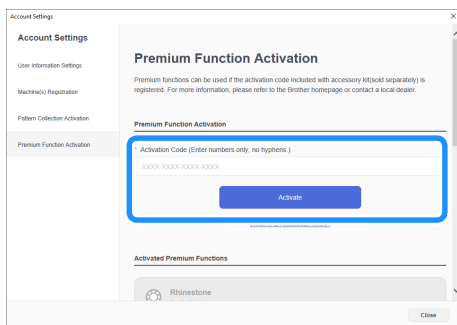 Account Settings
Account Settings
User Information Settings
Machine(s) Registration
Pattern Collection Activation
Premium Function Activation
Premium Function Activation
Premium functions can be used if the activation code included with accessory kit(sold separately) is
registered. For more information, please refer to the Brother homepage or contact a local dealer.
Premium Function Activation
* Activation Code (Enter numbers only, no hyphens.)
XXXX-XXXX-XXXX-XXXX
Activate
Activated Premium Functions
Rhinestone
Close